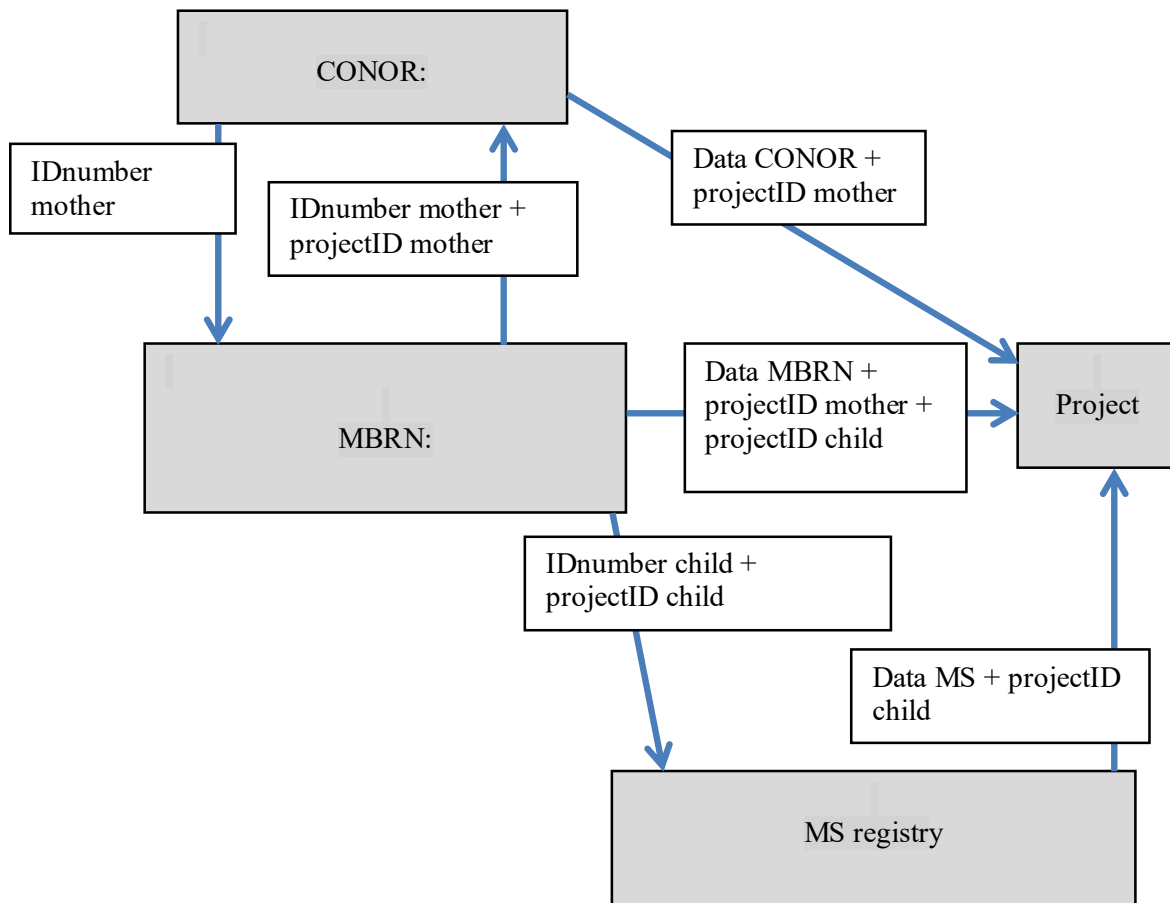 CONOR:
IDnumber
mother
IDnumber mother +
projectID mother
Data CONOR +
projectID mother
MBRN:
Data MBRN +
projectID mother +
projectID child
Project
IDnumber child +
projectID child
Data MS + projectID
child
MS registry